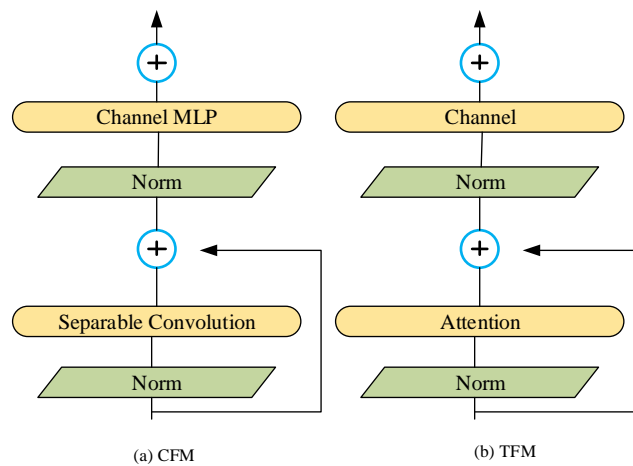 Channel MLP
Norm
Separable Convolution
Norm
(a) CFM
Channel
Norm
Attention
Norm
(b) TFM